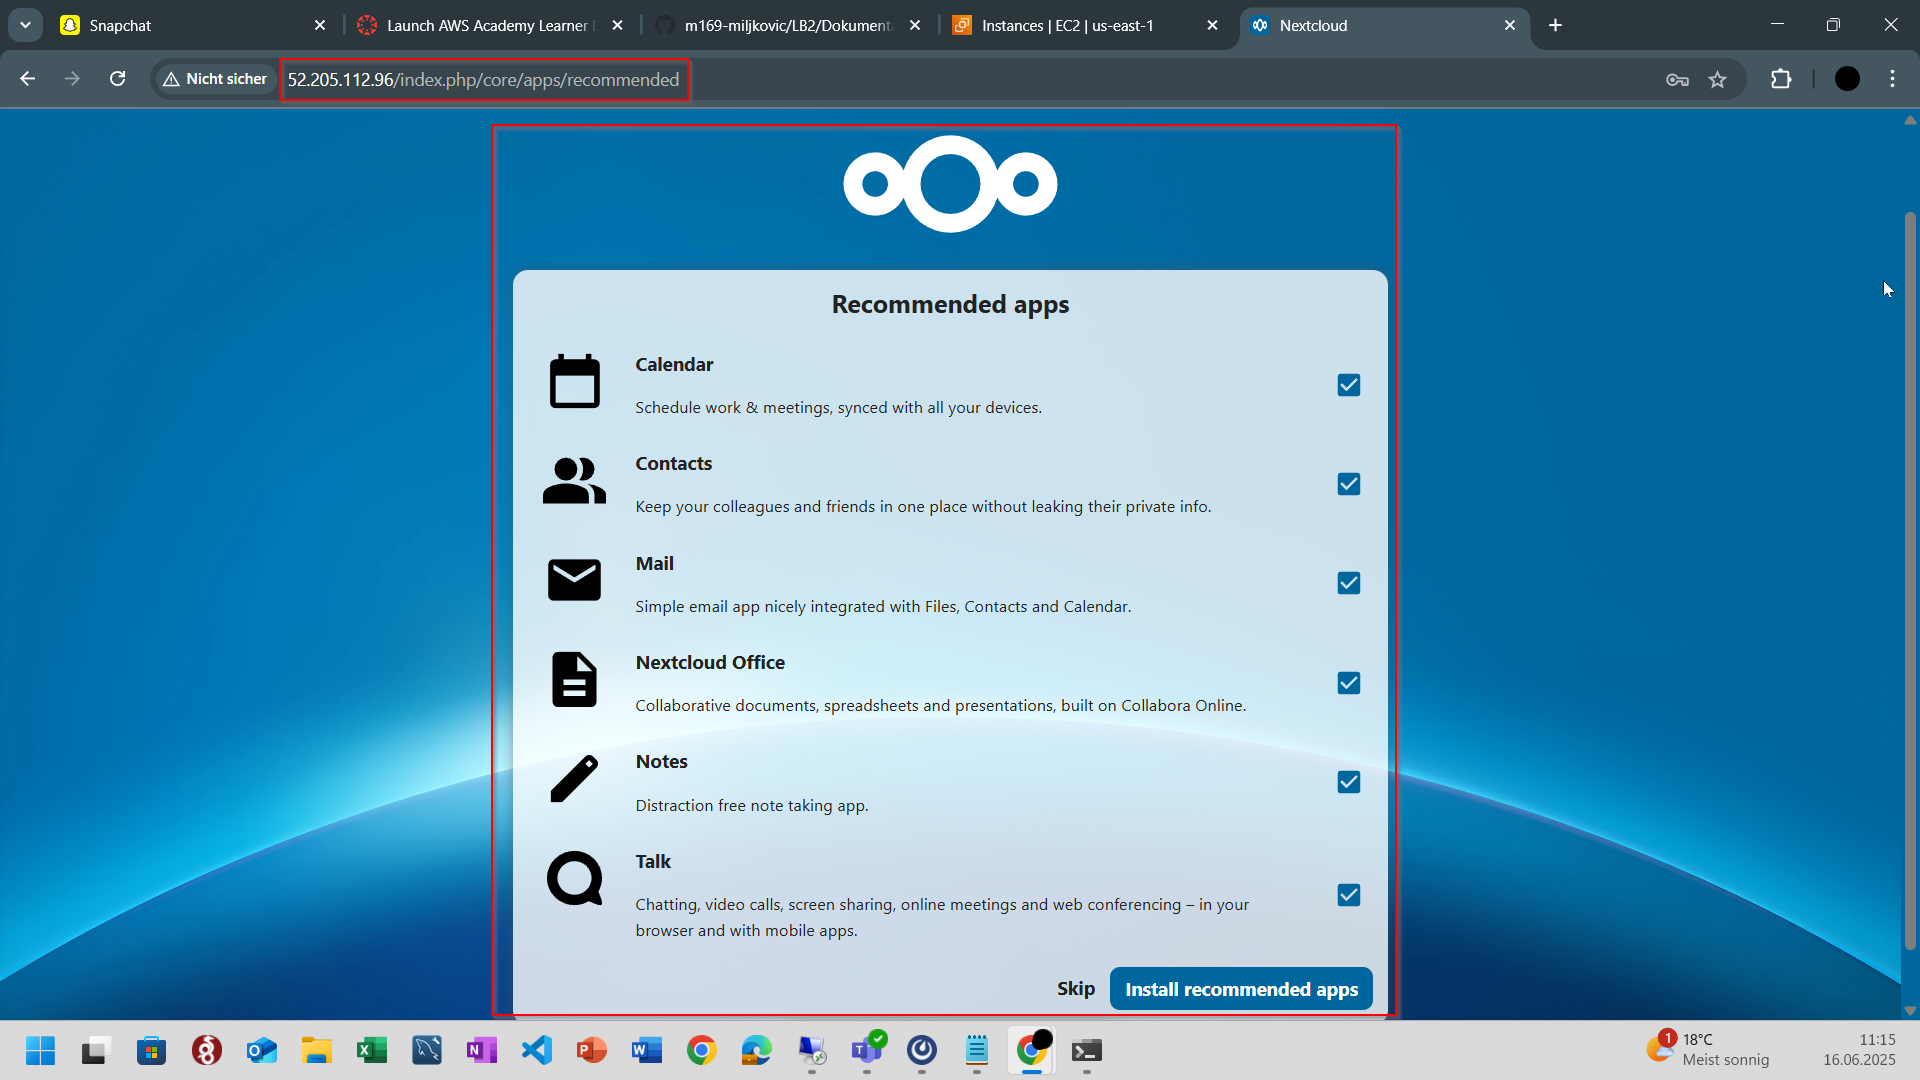 Snapchat
Launch AWS Academy Learner
m169-miljkovic/LB2/Dokument
Instances | EC2 | us-east-1
Nextcloud
Nicht sicher
52.205.112.96/index.php/core/apps/recommended
Recommended apps
Calendar
Schedule work & meetings, synced with all your devices.
Contacts
Keep your colleagues and friends in one place without leaking their private info.
Mail
Simple email app nicely integrated with Files, Contacts and Calendar.
Nextcloud Office
Collaborative documents, spreadsheets and presentations, built on Collabora Online.
Notes
Distraction free note taking app.
Talk
Chatting, video calls, screen sharing, online meetings and web conferencing – in your
browser and with mobile apps.
Skip
Install recommended apps
1
18°C
Meist sonnig
11:15
16.06.2025